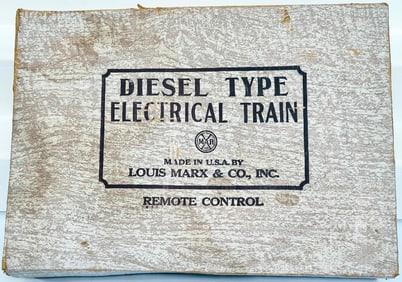 DIESEL TYPE
ELECTRICAL TRAIN
MAR
MADE IN U.S.A. BY
LOUIS MARX & CO., INC.
REMOTE CONTROL